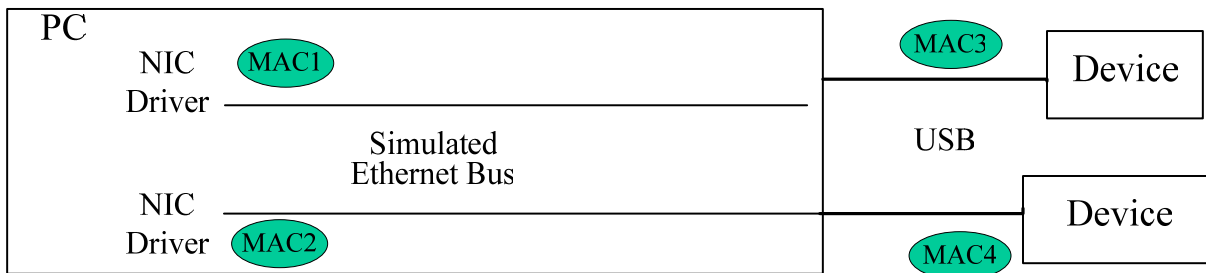 PC
NIC
Driver
MAC1
MAC3
Device
Simulated
Ethernet Bus
USB
NIC
Driver
MAC2
Device
MAC4